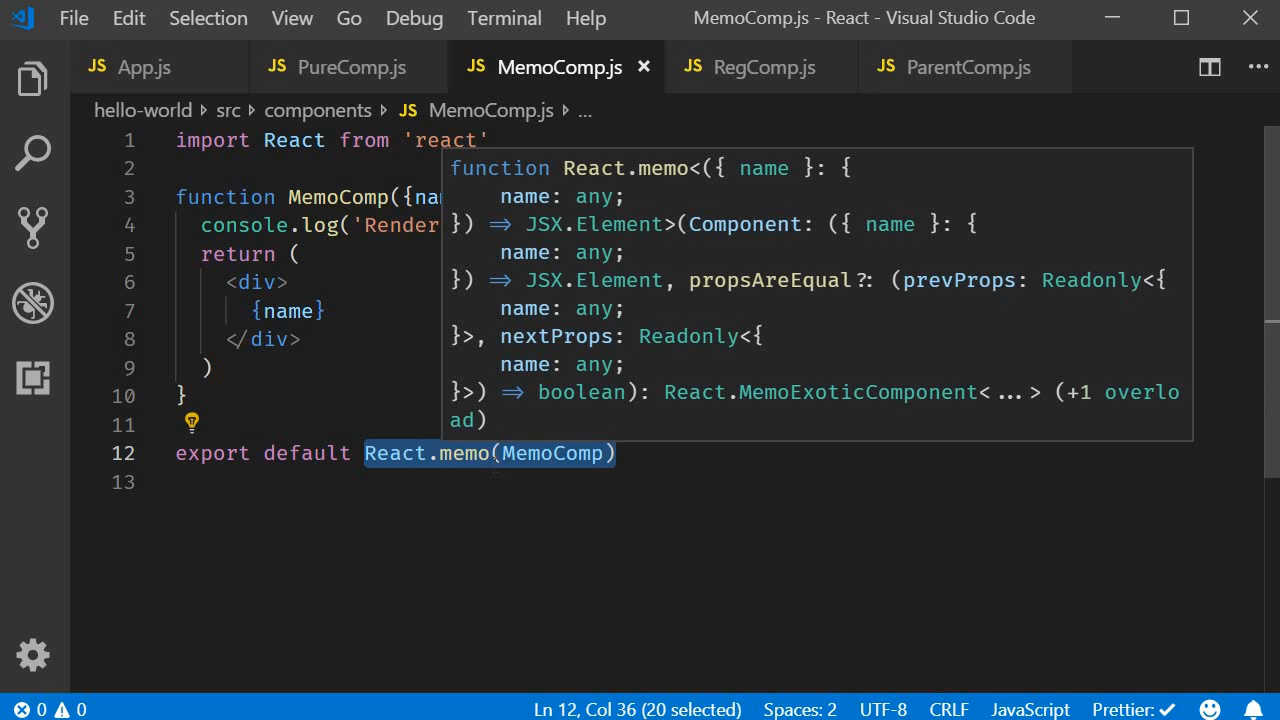 File Edit Selection View Go Debug Terminal Help MemoComp.js - React - Visual Studio Code
JS App.js JS PureComp.js JS MemoComp.js × JS RegComp.js JS ParentComp.js ...
hello-world › src › components › JS MemoComp.js › ...
1 import React from 'react'
2
3 function MemoComp({na
4 console.log('Render
5 return (
6 <div>
7 {name}
8 </div>
9 )
10 }
11
12 export default React.memo(MemoComp)
13
function React.memo<({ name }: {
name: any;
}) => JSX.Element>(Component: ({ name }: {
name: any;
}) => JSX.Element, propsAreEqual?: (prevProps: Readonly<{
name: any;
}>, nextProps: Readonly<{
name: any;
}>) => boolean): React.MemoExoticComponent<...> (+1 overlo
ad)
0 0 Ln 12, Col 36 (20 selected) Spaces: 2 UTF-8 CRLF JavaScript Prettier: ✓